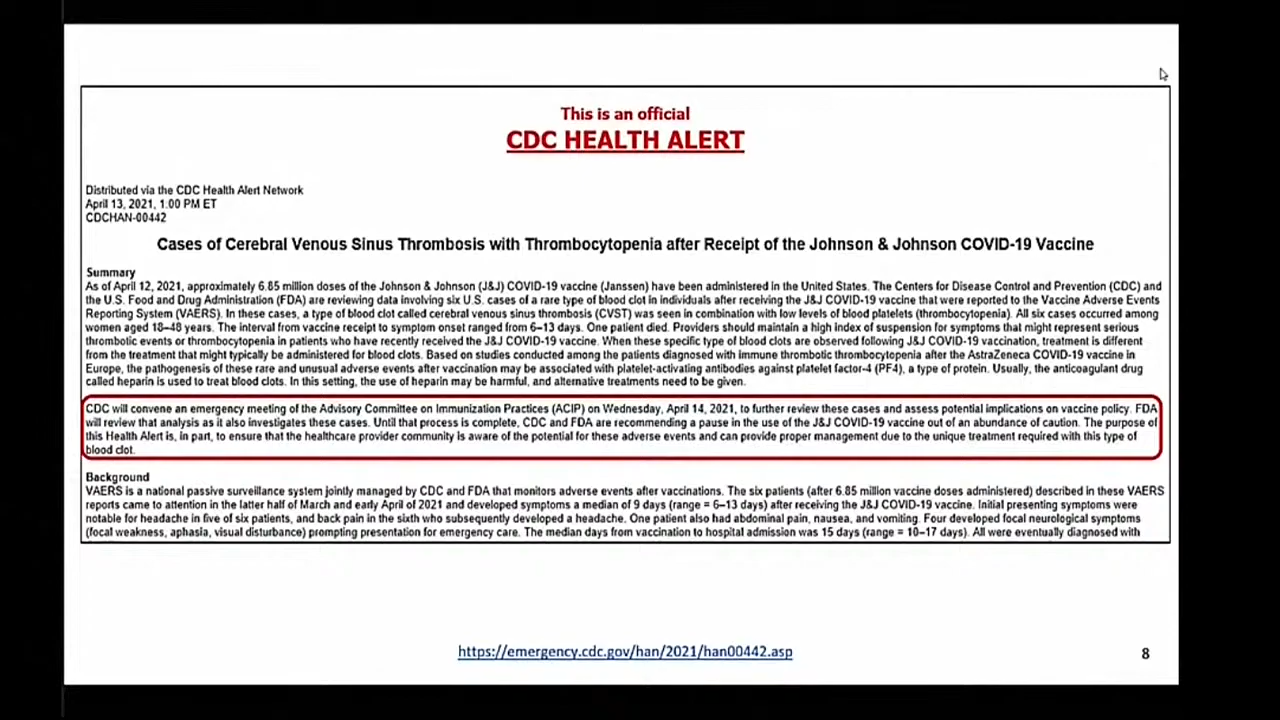 This is an official
CDC HEALTH ALERT
Distributed via the CDC Health Alert Network
April 13, 2021, 1:00 PM ET
CDCHAN-00442
Cases of Cerebral Venous Sinus Thrombosis with Thrombocytopenia after Receipt of the Johnson & Johnson COVID-19 Vaccine
Summary
As of April 12, 2021, approximately 6.85 million doses of the Johnson & Johnson (J&J) COVID-19 vaccine (Janssen) have been administered in the United States. The Centers for Disease Control and Prevention (CDC) and
the U.S. Food and Drug Administration (FDA) are reviewing data involving six U.S. cases of a rare type of blood clot in individuals after receiving the J&J COVID-19 vaccine that were reported to the Vaccine Adverse Events
Reporting System (VAERS). In these cases, a type of blood clot called cerebral venous sinus thrombosis (CVST) was seen in combination with low levels of blood platelets (thrombocytopenia). All six cases occurred among
women aged 18–48 years. The interval from vaccine receipt to symptom onset ranged from 6–13 days. One patient died. Providers should maintain a high index of suspicion for symptoms that might represent serious
thrombotic events or thrombocytopenia in patients who have recently received the J&J COVID-19 vaccine. When these specific type of blood clots are observed following J&J COVID-19 vaccination, treatment is different
from the treatment that might typically be administered for blood clots. Based on studies conducted among the patients diagnosed with immune thrombotic thrombocytopenia after the AstraZeneca COVID-19 vaccine in
Europe, the pathogenesis of these rare and unusual adverse events after vaccination may be associated with platelet-activating antibodies against platelet factor-4 (PF4), a type of protein. Usually, the anticoagulant drug
called heparin is used to treat blood clots. In this setting, the use of heparin may be harmful, and alternative treatments need to be given.
CDC will convene an emergency meeting of the Advisory Committee on Immunization Practices (ACIP) on Wednesday, April 14, 2021, to further review these cases and assess potential implications on vaccine policy. FDA
will review that analysis as it also investigates these cases. Until that process is complete, CDC and FDA are recommending a pause in the use of the J&J COVID-19 vaccine out of an abundance of caution. The purpose of
this Health Alert is, in part, to ensure that the healthcare provider community is aware of the potential for these adverse events and can provide proper management due to the unique treatment required with this type of
blood clot.
Background
VAERS is a national passive surveillance system jointly managed by CDC and FDA that monitors adverse events after vaccinations. The six patients (after 6.85 million vaccine doses administered) described in these VAERS
reports came to attention in the latter half of March and early April of 2021 and developed symptoms a median of 9 days (range = 6–13 days) after receiving the J&J COVID-19 vaccine. Initial presenting symptoms were
notable for headache in five of six patients, and back pain in the sixth who subsequently developed a headache. One patient also had abdominal pain, nausea, and vomiting. Four developed focal neurological symptoms
(focal weakness, aphasia, visual disturbance) prompting presentation for emergency care. The median days from vaccination to hospital admission was 15 days (range = 10–17 days). All were eventually diagnosed with
https://emergency.cdc.gov/han/2021/han00442.asp
8